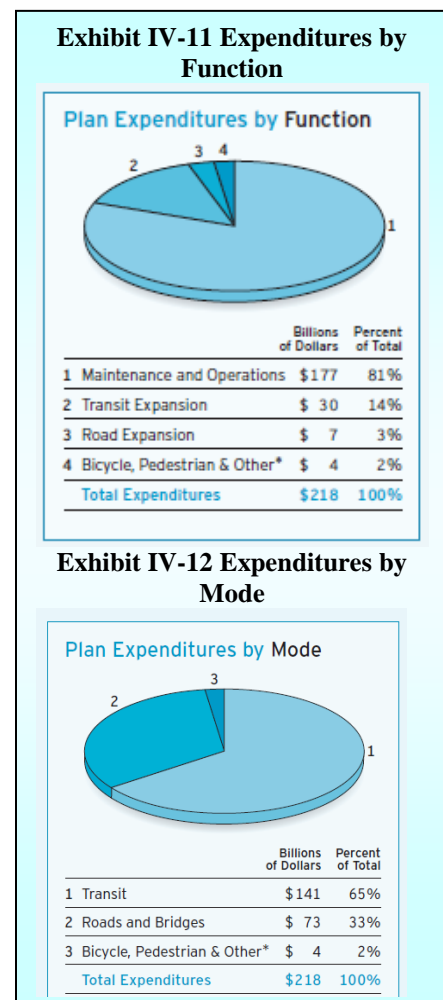 Exhibit IV-11 Expenditures by
Function
Plan Expenditures by Function
3 4
2
1
Billions Percent
of Dollars of Total
1 Maintenance and Operations $177 81%
2 Transit Expansion $ 30 14%
3 Road Expansion $ 7 3%
4 Bicycle, Pedestrian & Other* $ 4 2%
Total Expenditures $218 100%
Exhibit IV-12 Expenditures by
Mode
Plan Expenditures by Mode
3
2
1
Billions Percent
of Dollars of Total
1 Transit $141 65%
2 Roads and Bridges $ 73 33%
3 Bicycle, Pedestrian & Other* $ 4 2%
Total Expenditures $218 100%